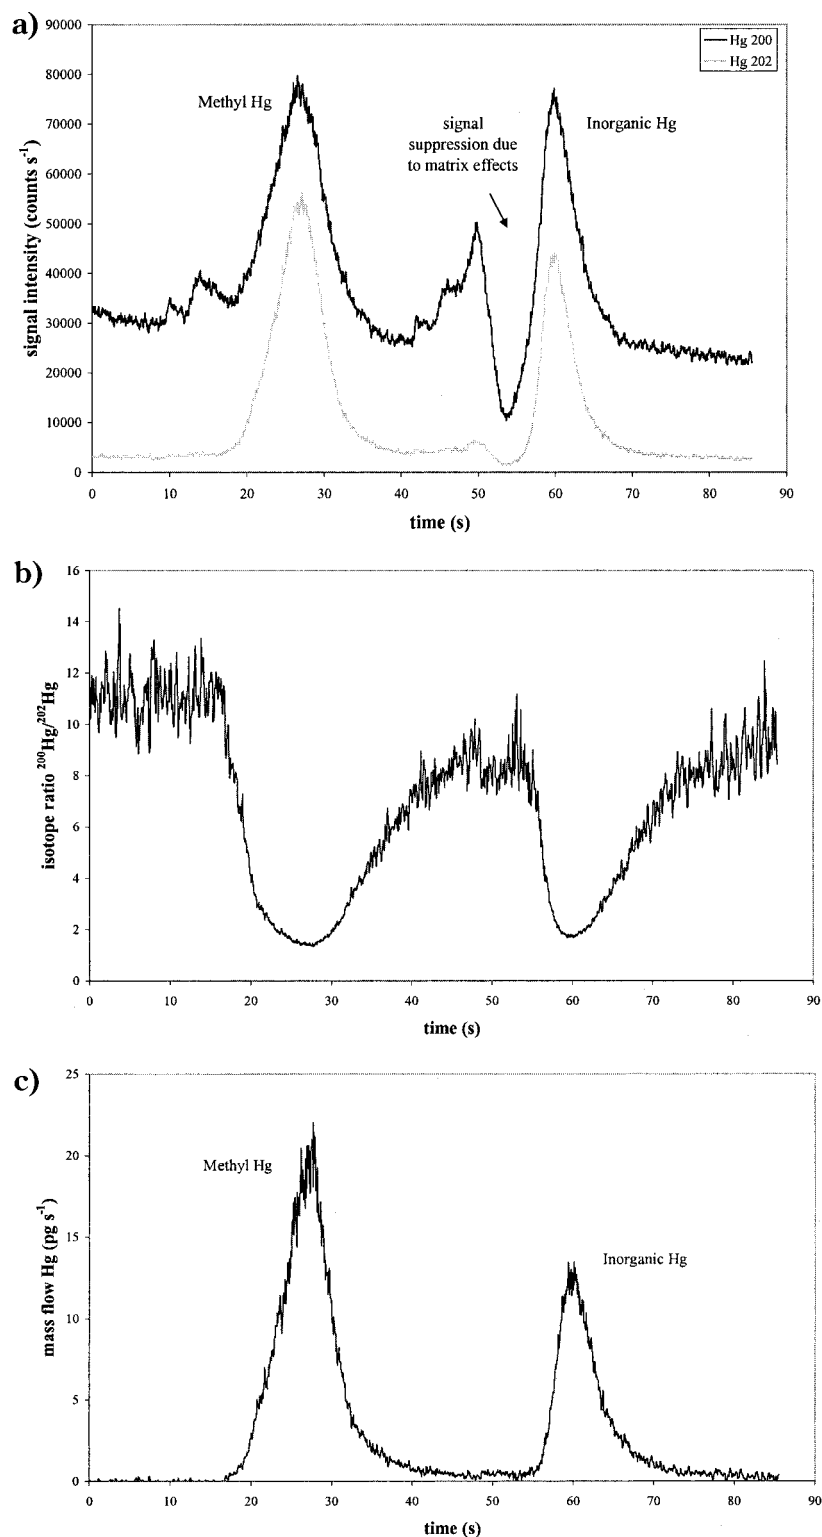 a)
90000
80000
70000
60000
50000
40000
30000
20000
10000
0
signal intensity (counts s⁻¹)
Hg 200
Hg 202
Methyl Hg
signal
suppression due
to matrix effects
Inorganic Hg
0 10 20 30 40 50 60 70 80 90
time (s)
b)
16
14
12
10
8
6
4
2
0
isotope ratio ²⁰⁰Hg/²⁰²Hg
0 10 20 30 40 50 60 70 80 90
time (s)
c)
25
20
15
10
5
0
mass flow Hg (pg s⁻¹)
Methyl Hg
Inorganic Hg
0 10 20 30 40 50 60 70 80 90
time (s)